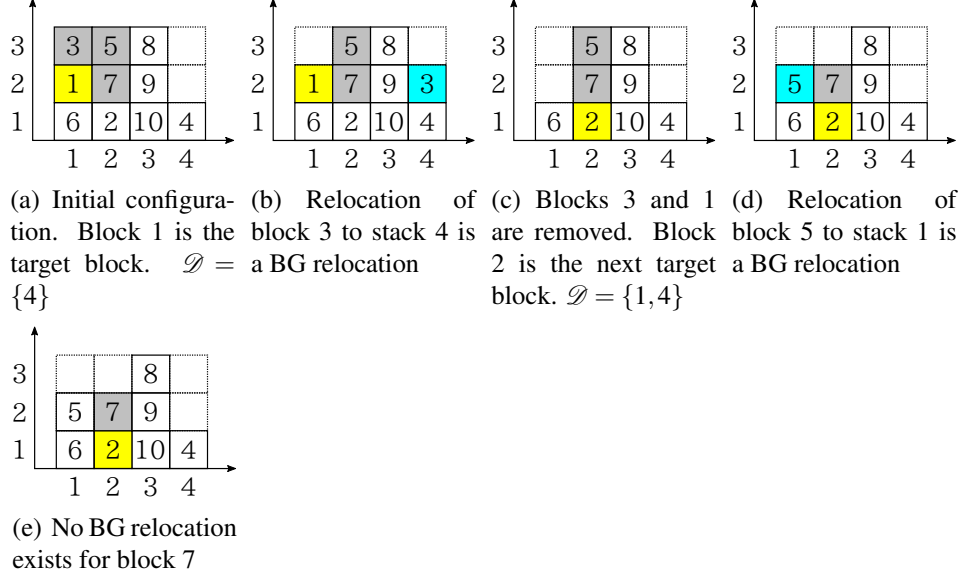 3 3 5 8
2 1 7 9
1 6 2 10 4
1 2 3 4
(a) Initial configura-
tion. Block 1 is the
target block. 𝒟 =
{4}
3 5 8
2 1 7 9 3
1 6 2 10 4
1 2 3 4
(b) Relocation of
block 3 to stack 4 is
a BG relocation
3 5 8
2 7 9
1 6 2 10 4
1 2 3 4
(c) Blocks 3 and 1
are removed. Block
2 is the next target
block. 𝒟 = {1,4}
3 8
2 5 7 9
1 6 2 10 4
1 2 3 4
(d) Relocation of
block 5 to stack 1 is
a BG relocation
3 8
2 5 7 9
1 6 2 10 4
1 2 3 4
(e) No BG relocation
exists for block 7